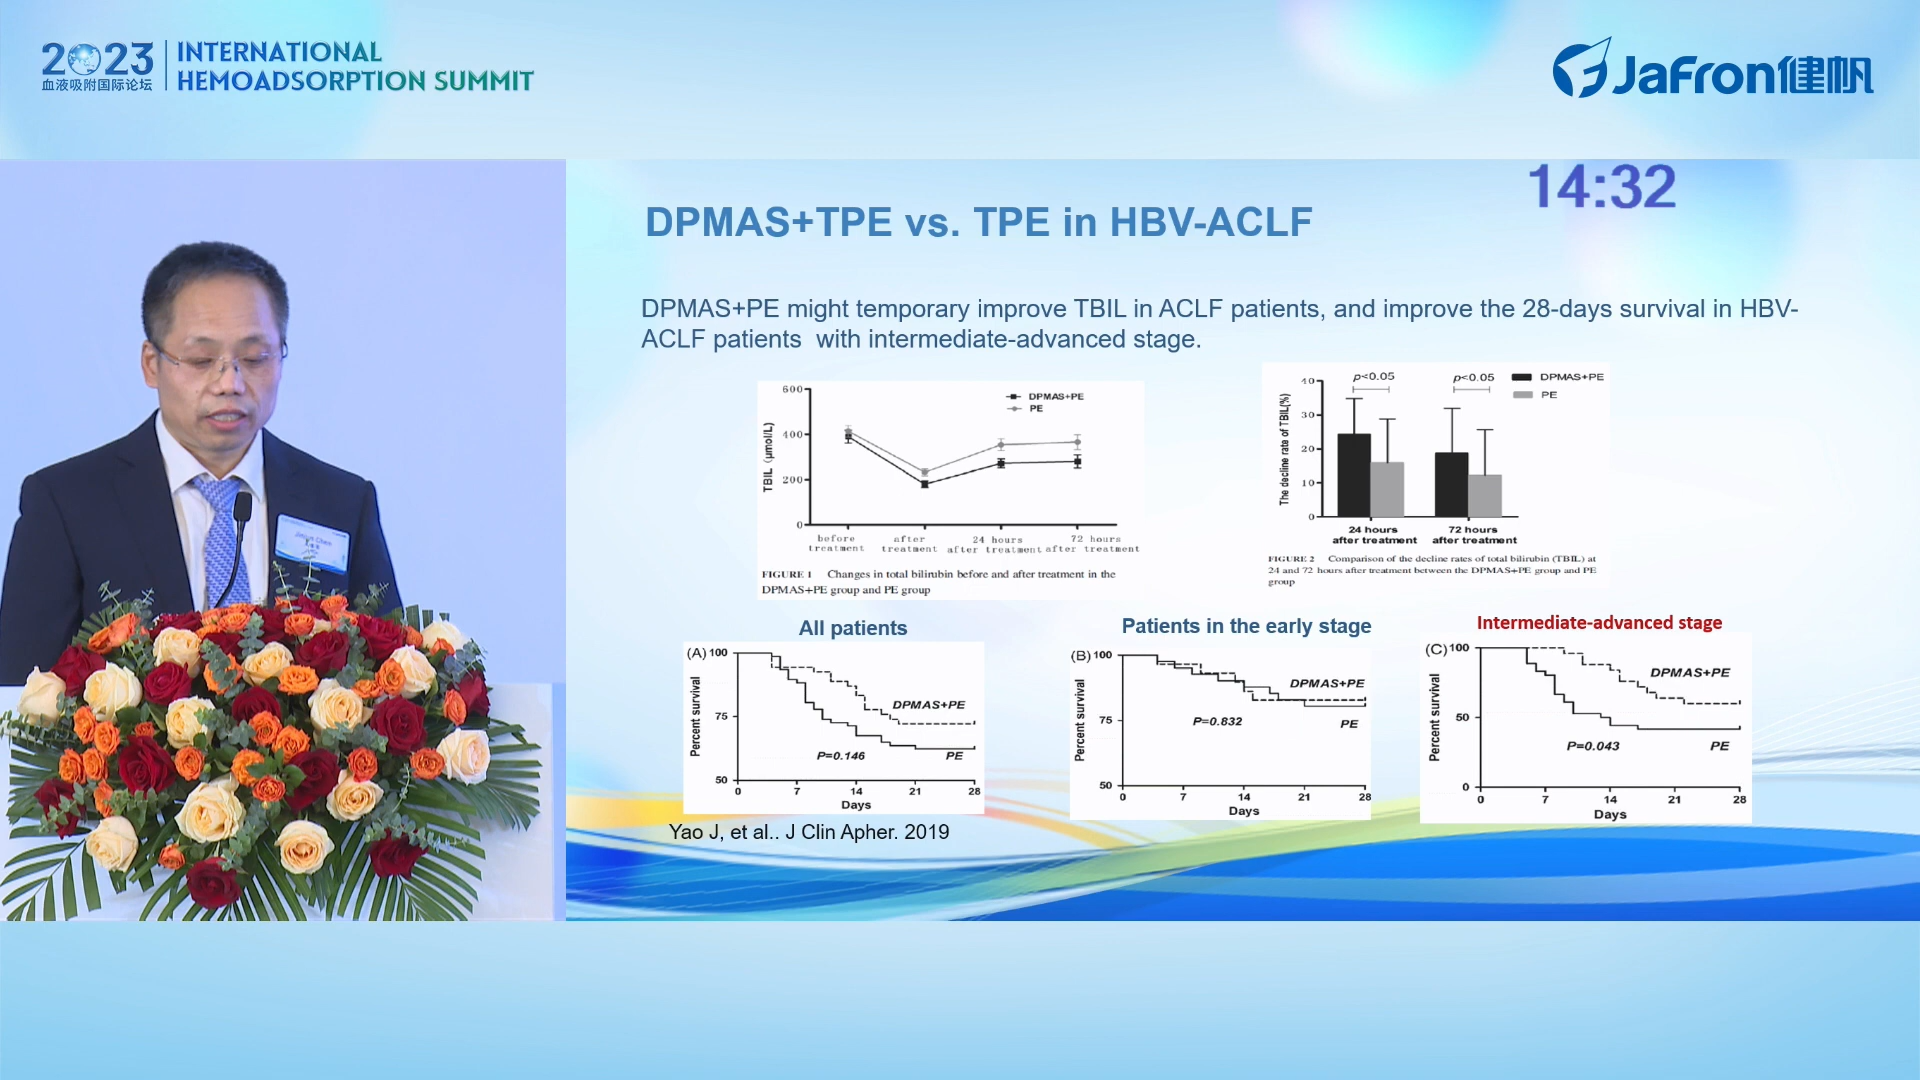 2023
血液吸附国际论坛
INTERNATIONAL
HEMOADSORPTION SUMMIT
JaFron健帆
14:32
DPMAS+TPE vs. TPE in HBV-ACLF
DPMAS+PE might temporary improve TBIL in ACLF patients, and improve the 28-days survival in HBV-
ACLF patients with intermediate-advanced stage.
600
400
200
0
TBIL (μmol/L)
DPMAS+PE
PE
before treatment
after treatment
24 hours after treatment
72 hours after treatment
FIGURE 1 Changes in total bilirubin before and after treatment in the
DPMAS+PE group and PE group
40
30
20
10
0
The decline rate of TBIL(%)
p<0.05
p<0.05
DPMAS+PE
PE
24 hours after treatment
72 hours after treatment
FIGURE 2 Comparison of the decline rates of total bilirubin (TBIL) at
24 and 72 hours after treatment between the DPMAS+PE group and PE
group
All patients
(A)
100
75
50
Percent survival
DPMAS+PE
P=0.146
PE
0 7 14 21 28
Days
Patients in the early stage
(B)
100
75
50
Percent survival
DPMAS+PE
P=0.832
PE
0 7 14 21 28
Days
Intermediate-advanced stage
(C)
100
50
0
Percent survival
DPMAS+PE
P=0.043
PE
0 7 14 21 28
Days
Yao J, et al.. J Clin Apher. 2019
Chen